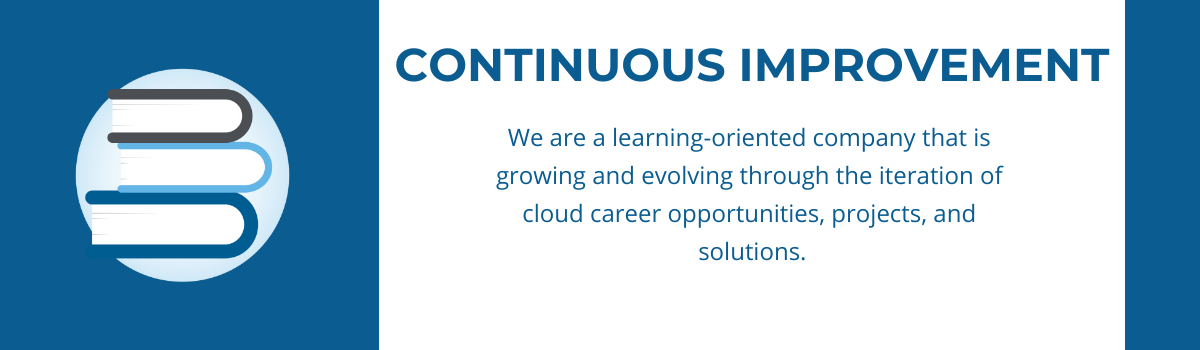 CONTINUOUS IMPROVEMENT
We are a learning-oriented company that is
growing and evolving through the iteration of
cloud career opportunities, projects, and
solutions.